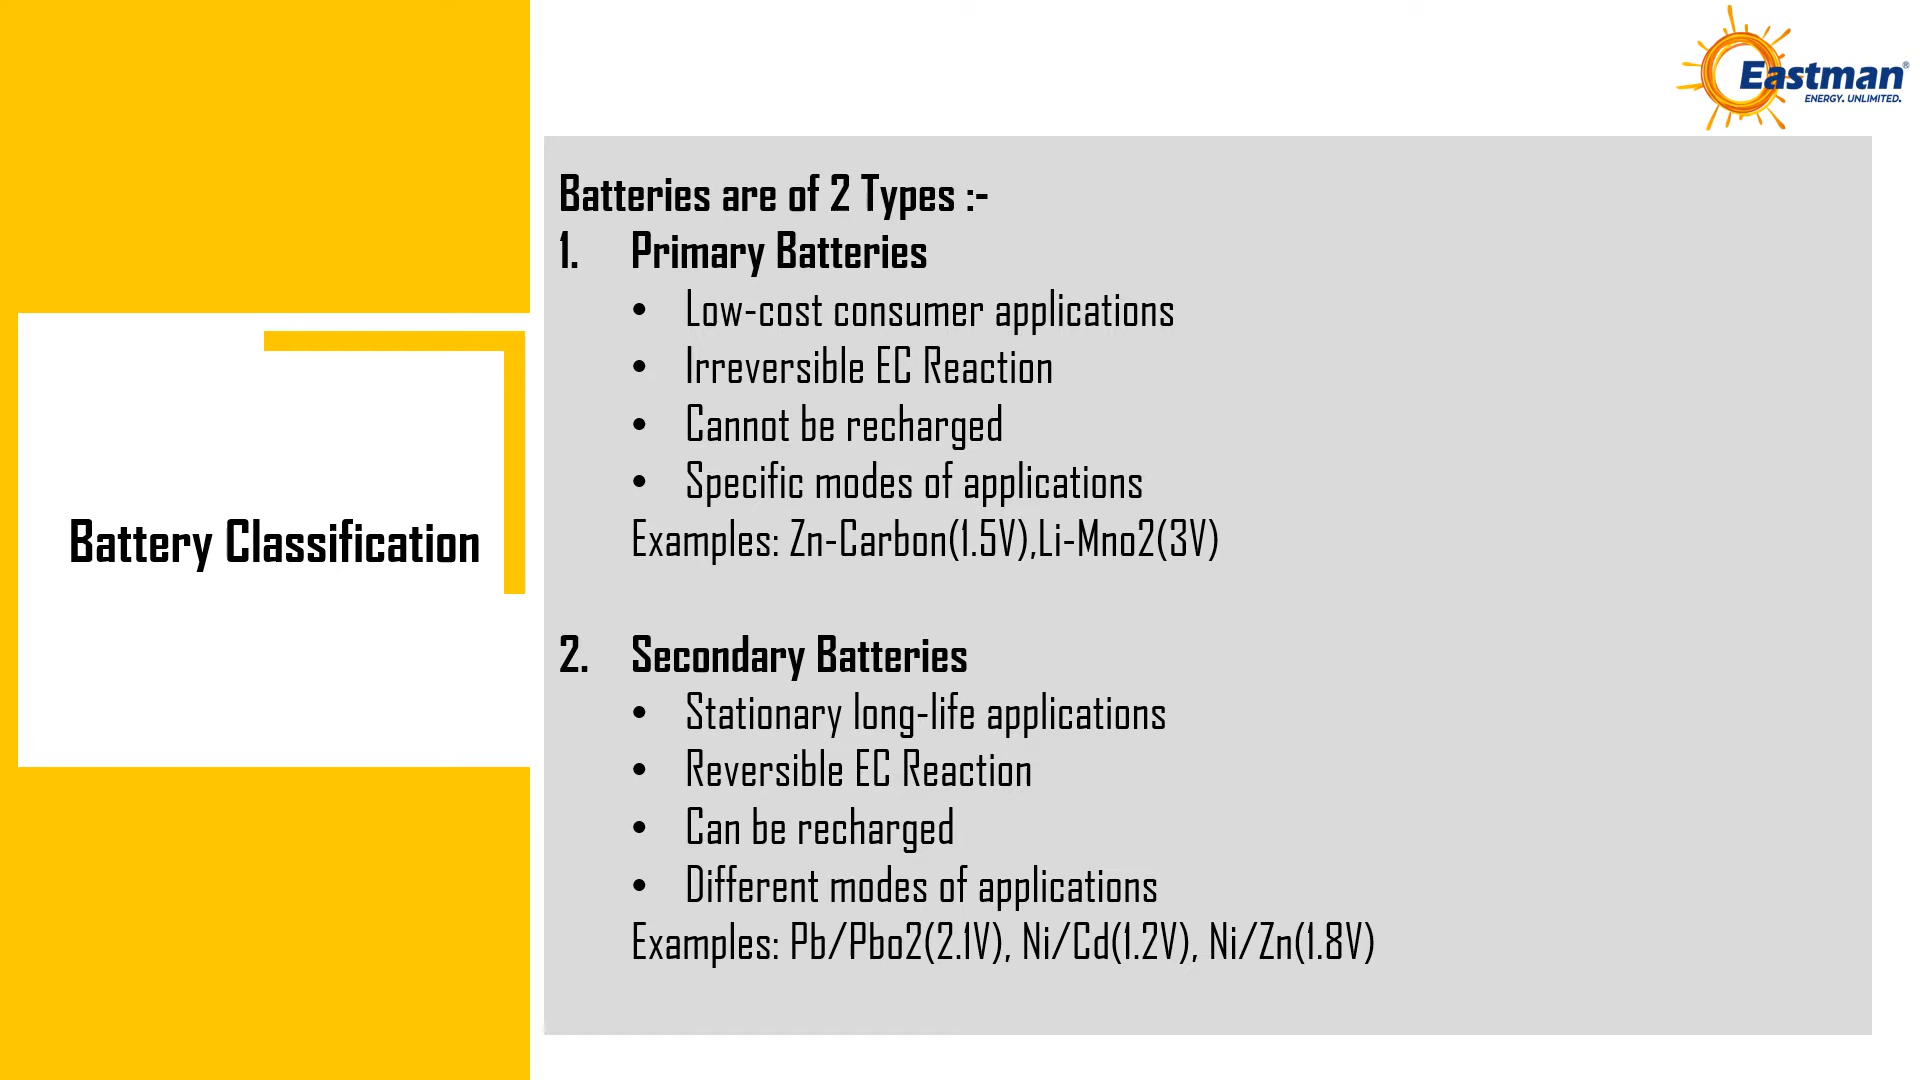 Eastman®
ENERGY. UNLIMITED.
Battery Classification
Batteries are of 2 Types :-
1. Primary Batteries
• Low-cost consumer applications
• Irreversible EC Reaction
• Cannot be recharged
• Specific modes of applications
Examples: Zn-Carbon(1.5V),Li-Mno2(3V)
2. Secondary Batteries
• Stationary long-life applications
• Reversible EC Reaction
• Can be recharged
• Different modes of applications
Examples: Pb/Pbo2(2.1V), Ni/Cd(1.2V), Ni/Zn(1.8V)